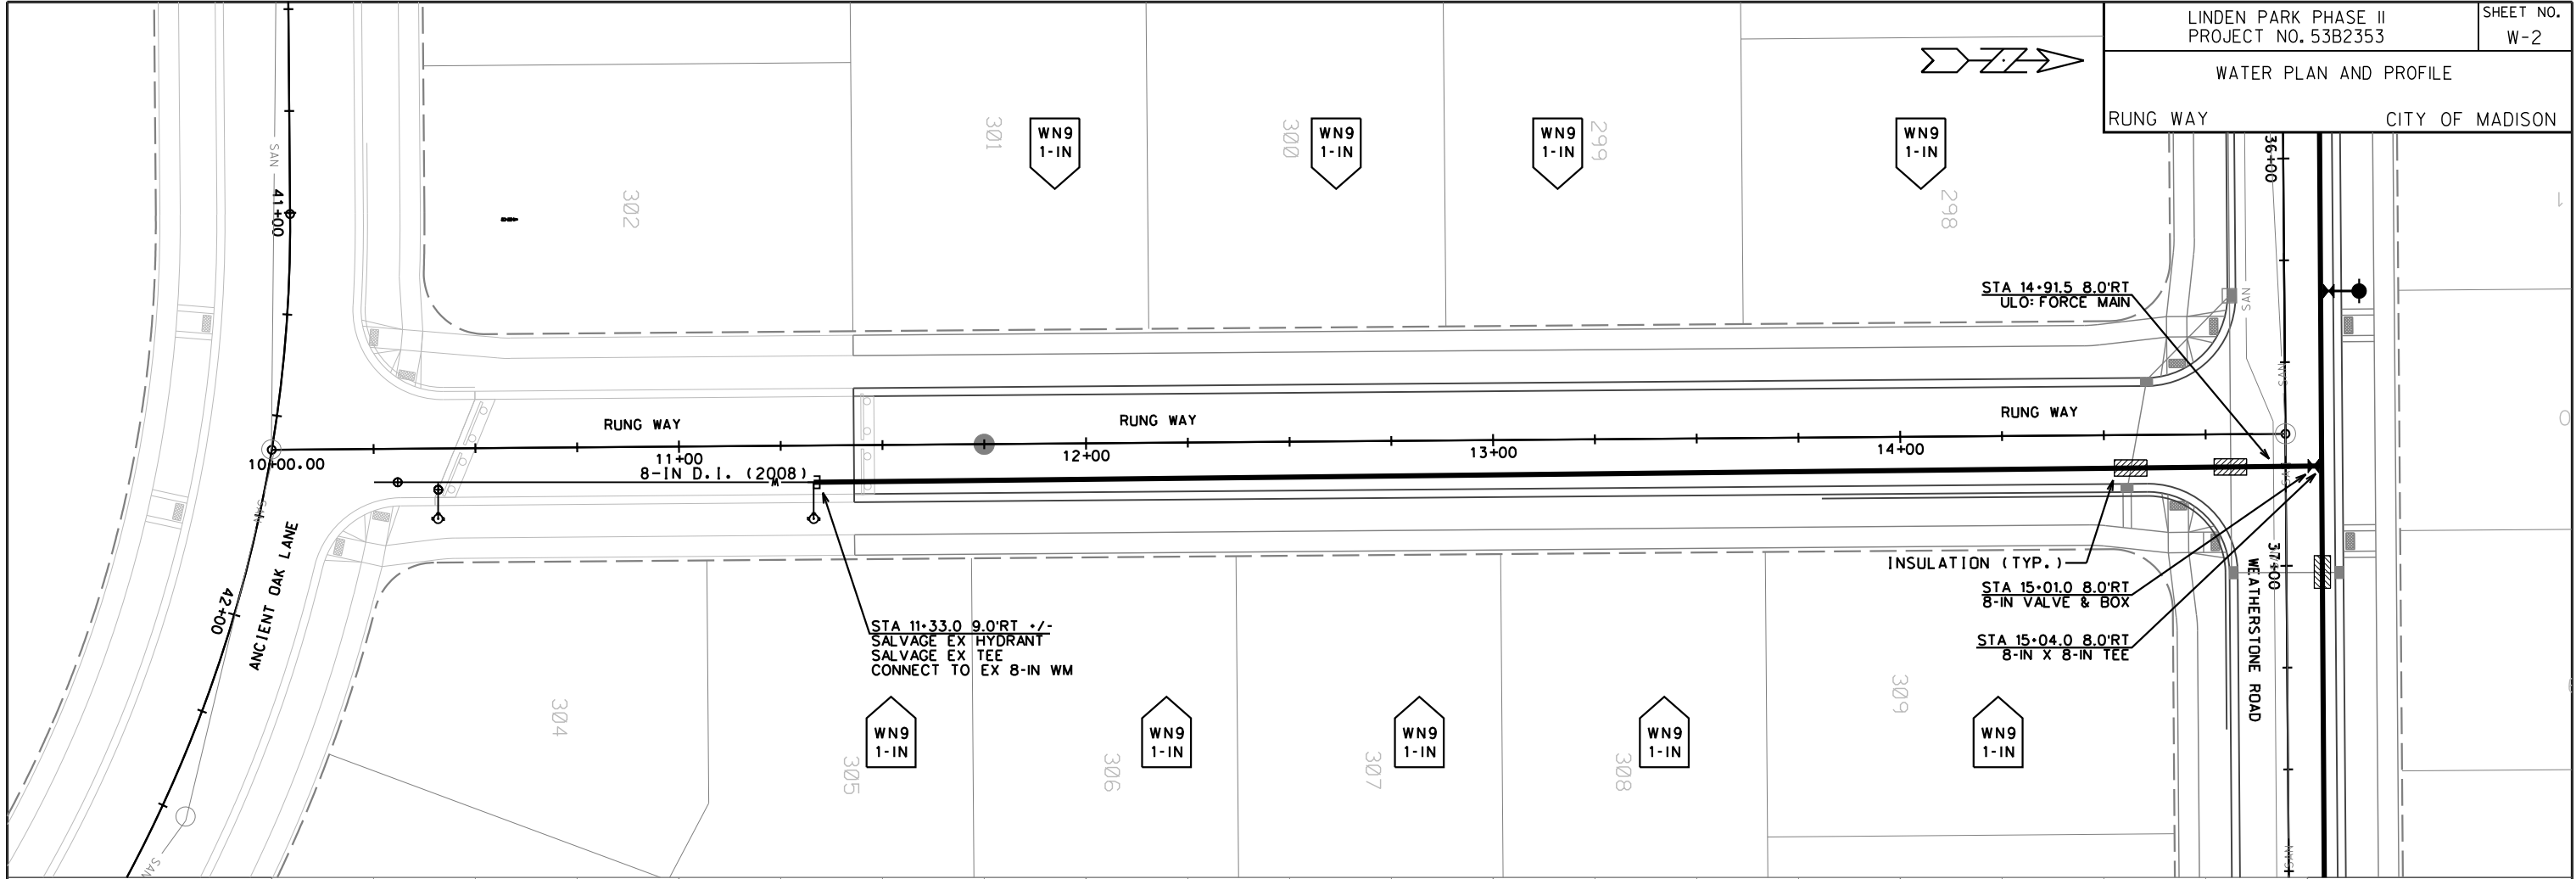 LINDEN PARK PHASE II
PROJECT NO. 53B2353
SHEET NO.
W-2
WATER PLAN AND PROFILE
RUNG WAY
CITY OF MADISON
301
WN9
1-IN
300
WN9
1-IN
WN9
1-IN
299
WN9
1-IN
298
302
SAN
41+00
36+00
1
STA 14+91.5 8.0'RT
ULO: FORCE MAIN
SAN
SAN
RUNG WAY
RUNG WAY
RUNG WAY
0
10+00.00
11+00
12+00
13+00
14+00
8-IN D.I. (2008)
W
SAN
SAN
ANCIENT OAK LANE
42+00
INSULATION (TYP.)
37+00
WEATHERSTONE ROAD
STA 15+01.0 8.0'RT
8-IN VALVE & BOX
STA 15+04.0 8.0'RT
8-IN X 8-IN TEE
STA 11+33.0 9.0'RT +/-
SALVAGE EX HYDRANT
SALVAGE EX TEE
CONNECT TO EX 8-IN WM
304
305
WN9
1-IN
306
WN9
1-IN
307
WN9
1-IN
308
WN9
1-IN
309
WN9
1-IN
SAN
SAN